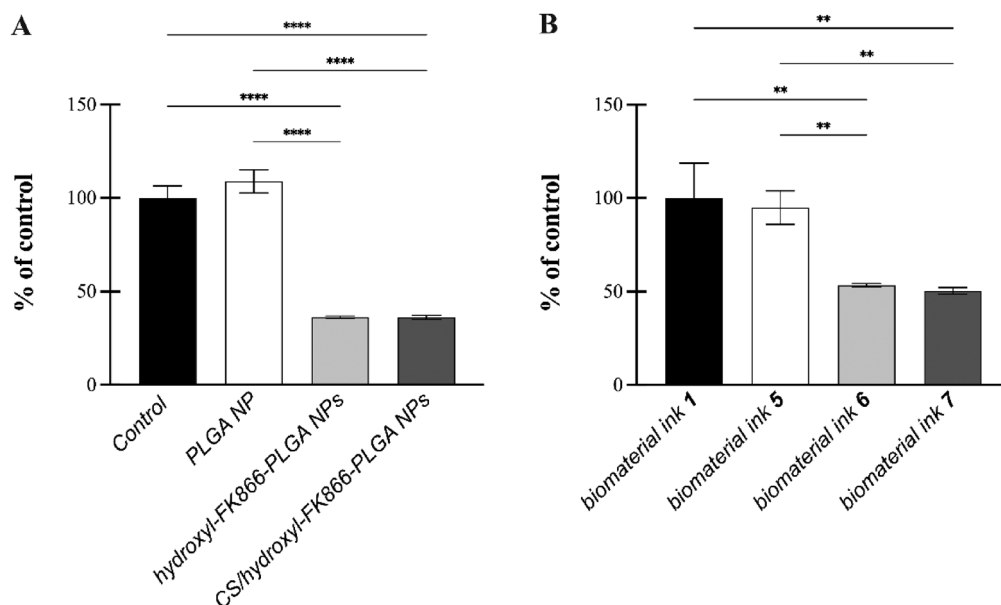 A
****
****
****
****
150
100
50
0
% of control
Control
PLGA NP
hydroxyl-FK866-PLGA NPs
CS/hydroxyl-FK866-PLGA NPs
B
**
**
**
**
150
100
50
0
% of control
biomaterial ink 1
biomaterial ink 5
biomaterial ink 6
biomaterial ink 7